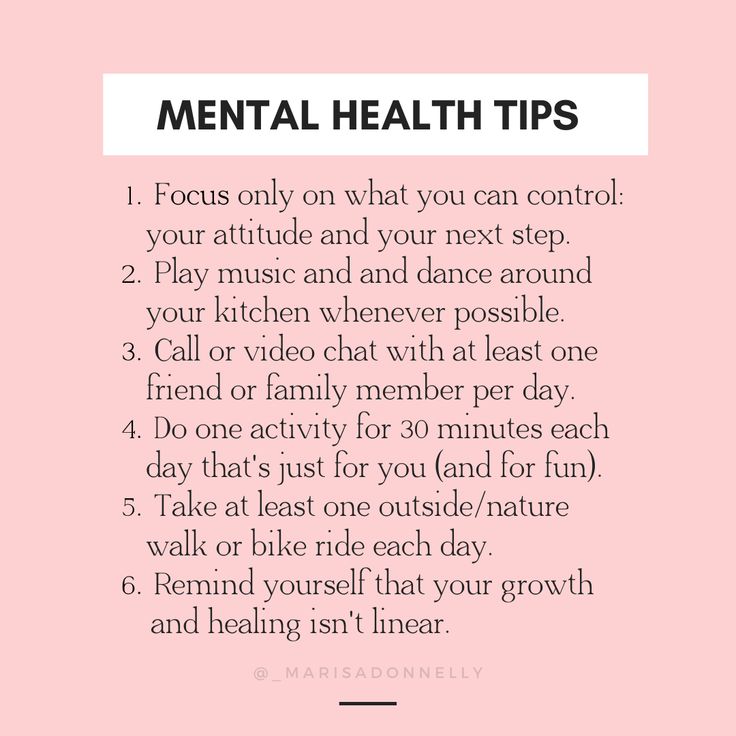 MENTAL HEALTH TIPS
1. Focus only on what you can control:
your attitude and your next step.
2. Play music and and dance around
your kitchen whenever possible.
3. Call or video chat with at least one
friend or family member per day.
4. Do one activity for 30 minutes each
day that's just for you (and for fun).
5. Take at least one outside/nature
walk or bike ride each day.
6. Remind yourself that your growth
and healing isn't linear.
@_MARISADONNELLY